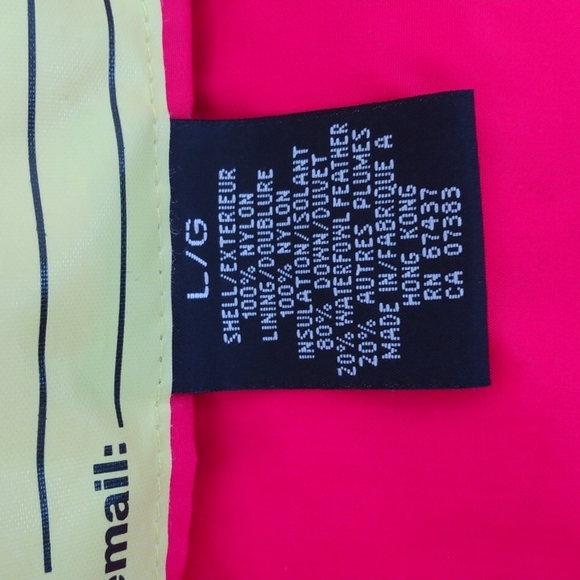 L/G
SHELL/EXTERIEUR
100% NYLON
LINING/DOUBLURE
100% NYLON
INSULATION/ISOLANT
80% DOWN/DUVET
20% WATERFOWL FEATHER
20% AUTRES PLUMES
MADE IN/FABRIQUE A
HONG KONG
RN 67437
CA 07383
email: